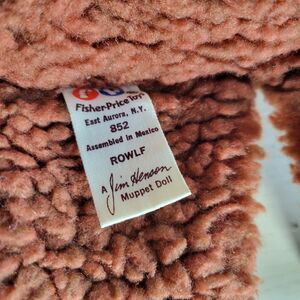 Fisher-Price Toys
East Aurora, N.Y.
852
Assembled in Mexico
ROWLF
A Jim Henson
Muppet Doll